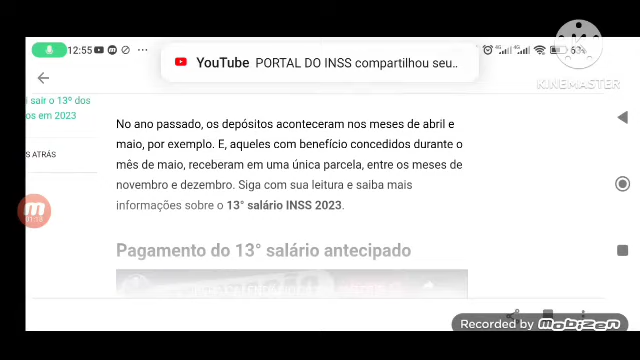 12:55
63%
YouTube PORTAL DO INSS compartilhou seu..
KINEMASTER
i sair o 13º dos
os em 2023
S ATRÁS
No ano passado, os depósitos aconteceram nos meses de abril e
maio, por exemplo. E, aqueles com benefício concedidos durante o
mês de maio, receberam em uma única parcela, entre os meses de
novembro e dezembro. Siga com sua leitura e saiba mais
informações sobre o 13° salário INSS 2023.
Pagamento do 13° salário antecipado
Recorded by Mobizen